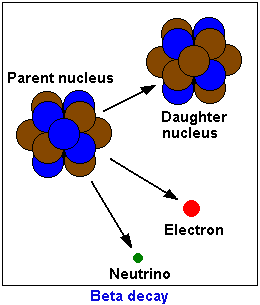 Parent nucleus
Daughter
nucleus
Electron
Neutrino
Beta decay